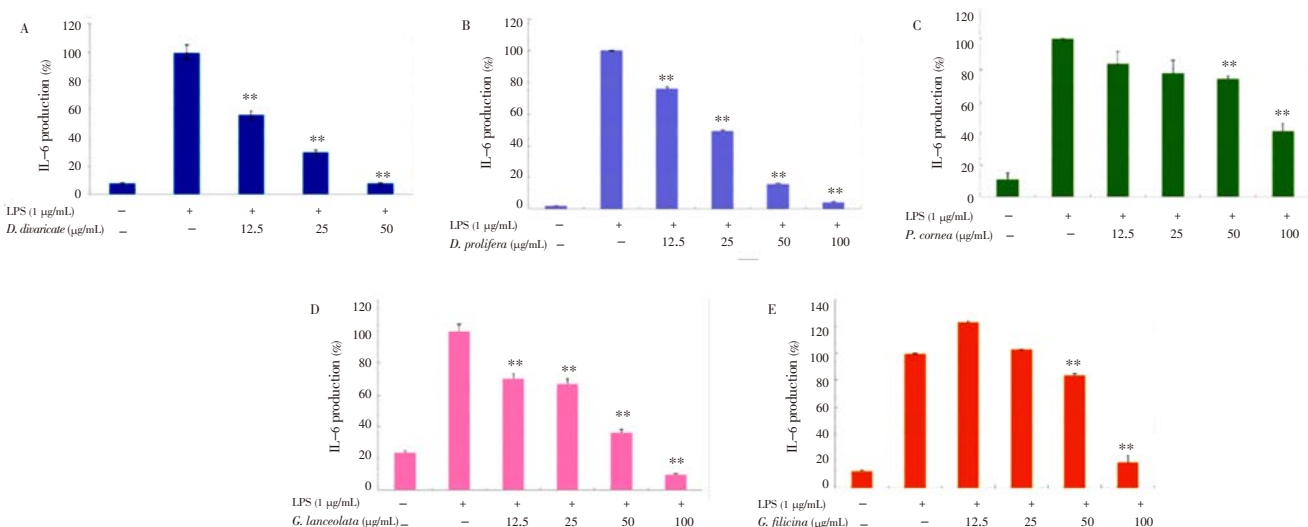 A
IL–6 production (%)
120
100
80
60
40
20
0
**
**
**
LPS (1 μg/mL) – + + + +
D. divaricate (μg/mL) – – 12.5 25 50
B
IL–6 production (%)
120
100
80
60
40
20
0
**
**
**
**
LPS (1 μg/mL) – + + + + +
D. prolifera (μg/mL) – – 12.5 25 50 100
C
IL–6 production (%)
120
100
80
60
40
20
0
**
**
LPS (1 μg/mL) – + + + + +
P. cornea (μg/mL) – – 12.5 25 50 100
D
IL–6 production (%)
120
100
80
60
40
20
0
**
**
**
**
LPS (1 μg/mL) – + + + + +
G. lanceolata (μg/mL) – – 12.5 25 50 100
E
IL–6 production (%)
140
120
100
80
60
40
20
0
**
**
LPS (1 μg/mL) – + + + + +
G. filicina (μg/mL) – – 12.5 25 50 100